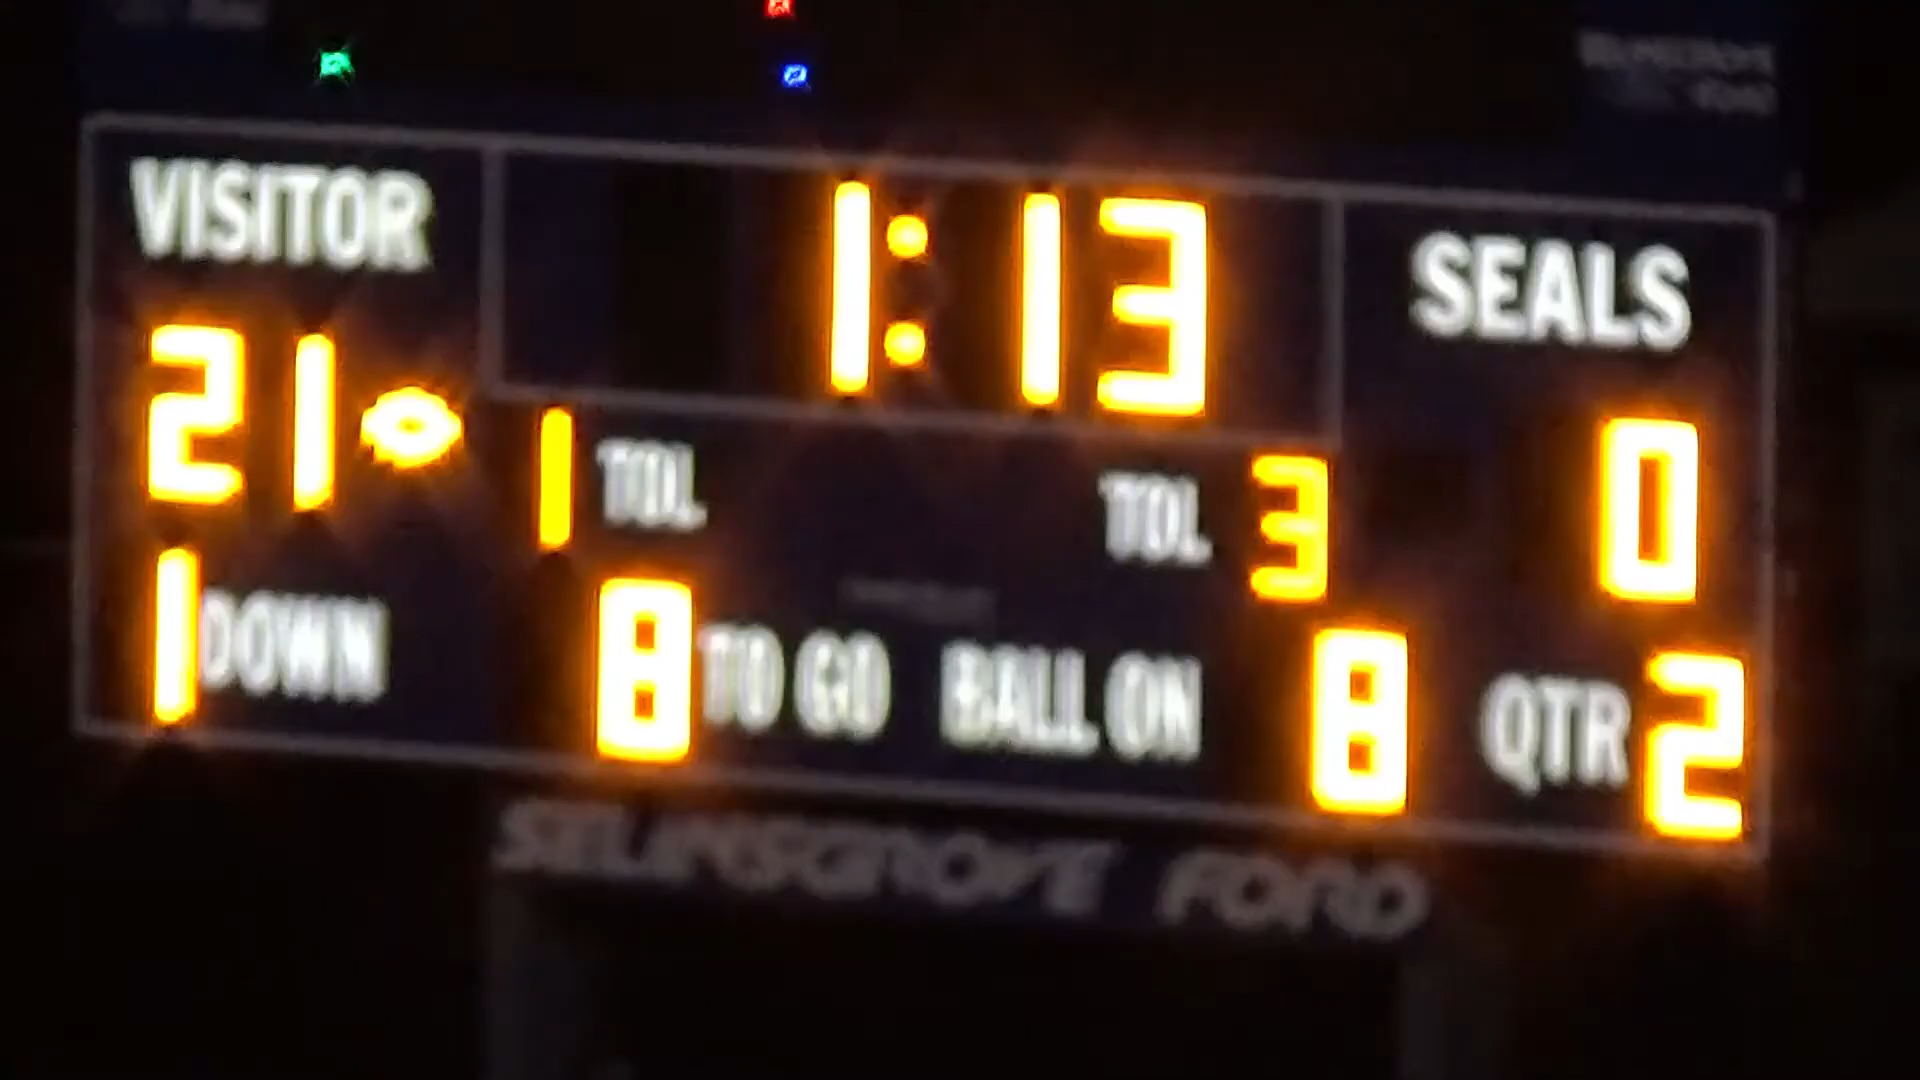 VISITOR 1:13 SEALS
21 1 TOL TOL 3 0
1 DOWN 8 TO GO BALL ON 8 QTR 2
SELINSGROVE FORD